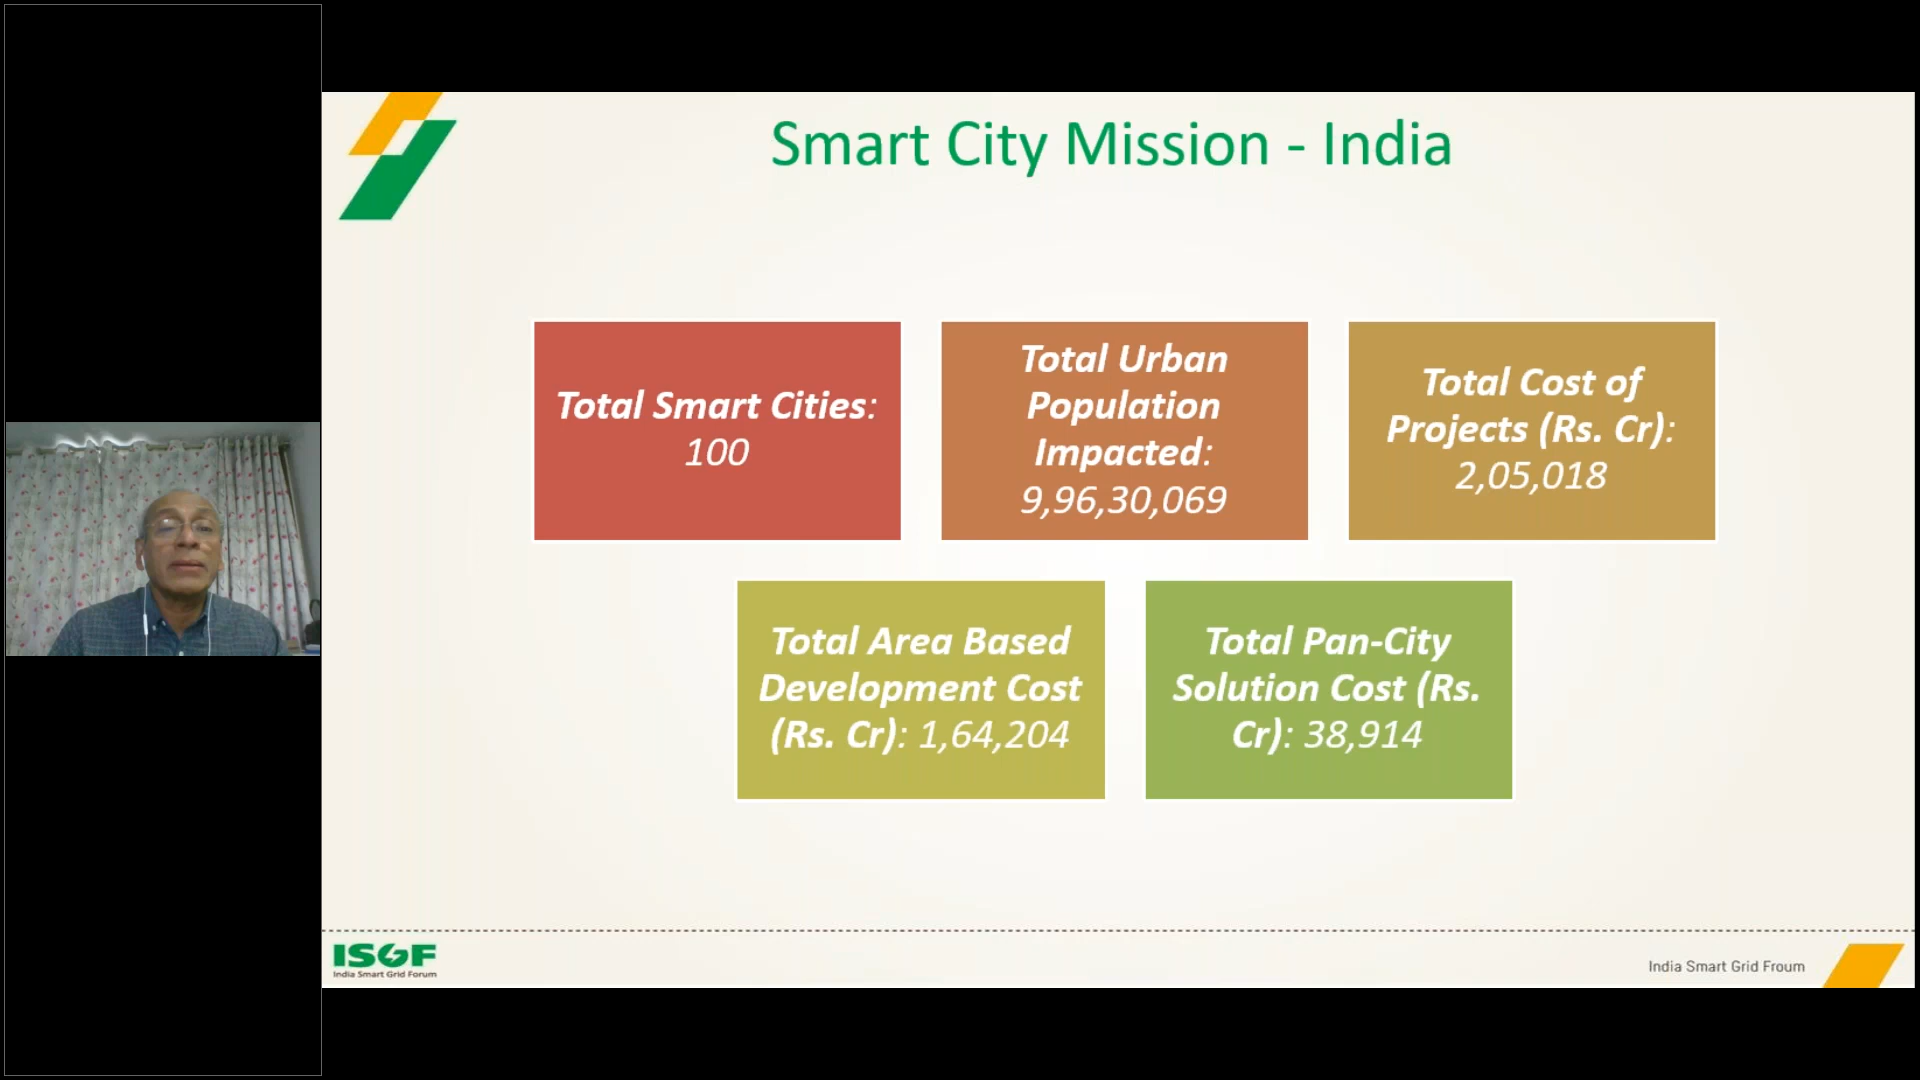 Smart City Mission - India
Total Smart Cities:
100
Total Urban
Population
Impacted:
9,96,30,069
Total Cost of
Projects (Rs. Cr):
2,05,018
Total Area Based
Development Cost
(Rs. Cr): 1,64,204
Total Pan-City
Solution Cost (Rs.
Cr): 38,914
ISGF
India Smart Grid Forum
India Smart Grid Froum